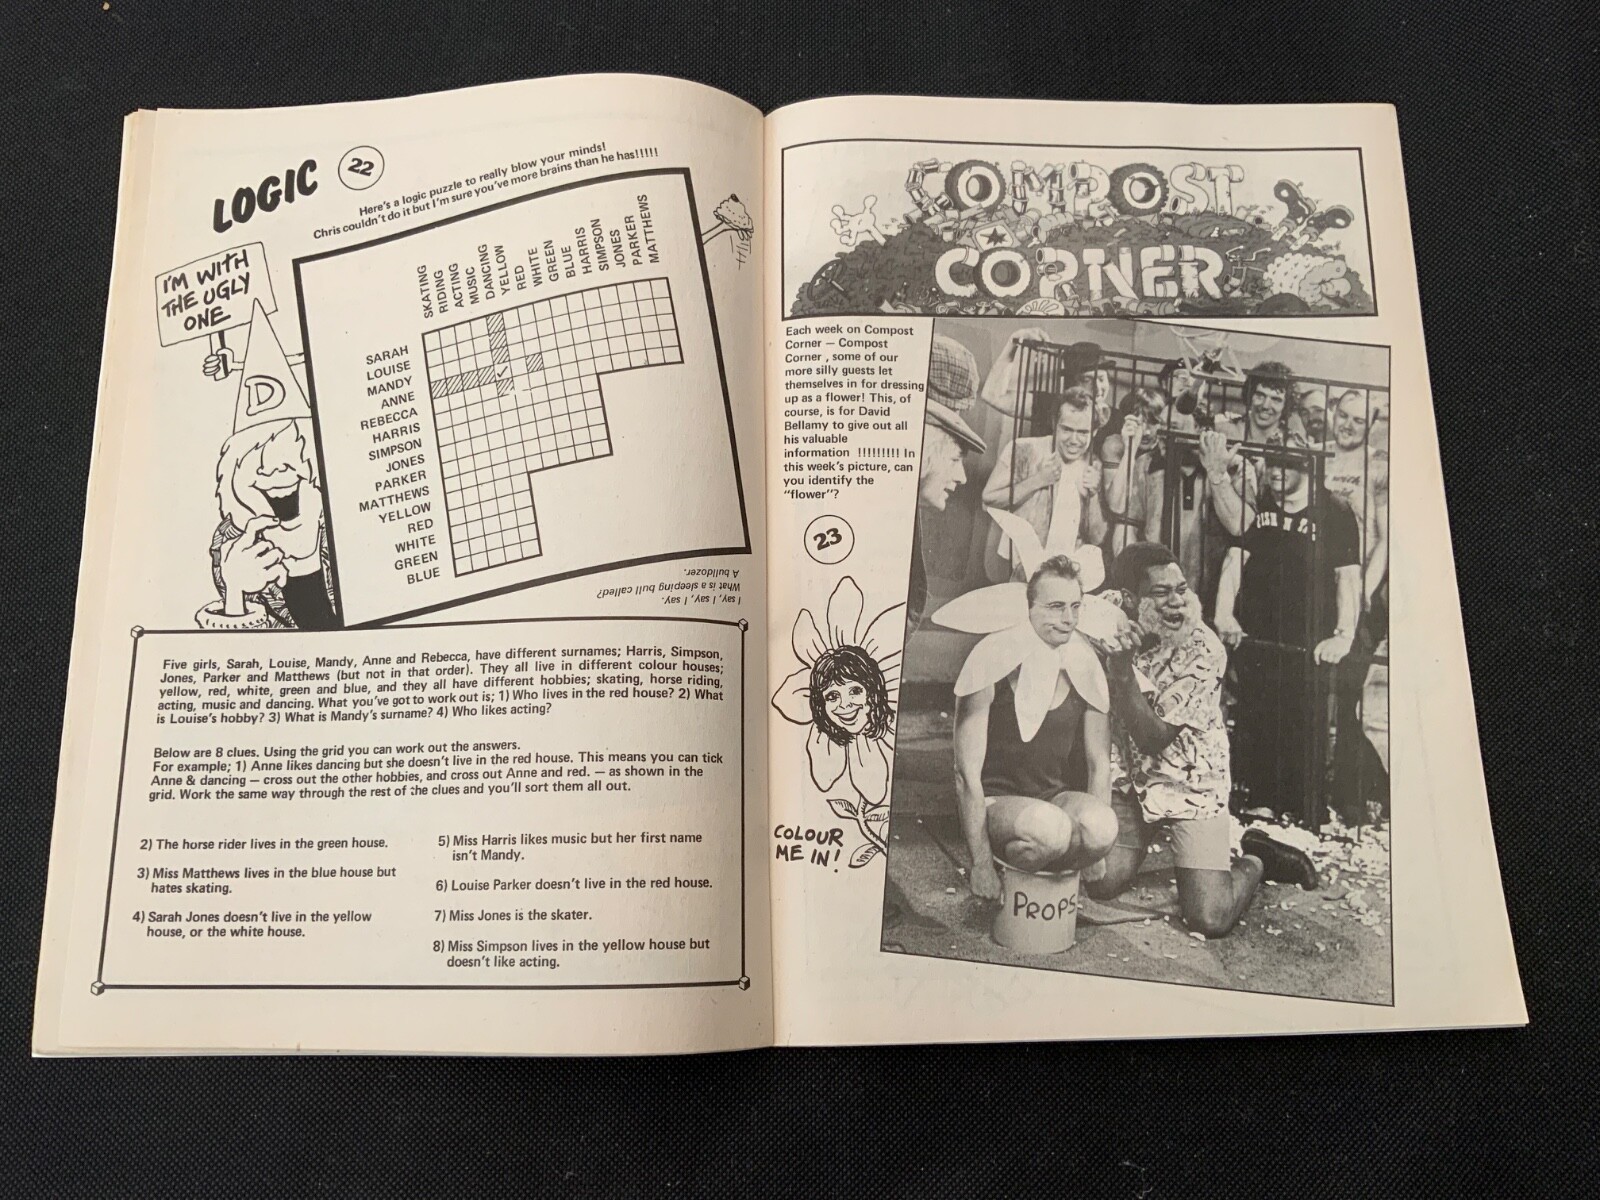 LOGIC
22
Here's a logic puzzle to really blow your minds!
Chris couldn't do it but I'm sure you've more brains than he has!!!!!
I'M WITH
THE UGLY
ONE
D
SKATING
RIDING
ACTING
MUSIC
DANCING
YELLOW
RED
WHITE
GREEN
BLUE
HARRIS
SIMPSON
JONES
PARKER
MATTHEWS
SARAH
LOUISE
MANDY
ANNE
REBECCA
HARRIS
SIMPSON
JONES
PARKER
MATTHEWS
YELLOW
RED
WHITE
GREEN
BLUE
I say, I say, I say.
What is a sleeping bull called?
A bulldozer.
Five girls, Sarah, Louise, Mandy, Anne and Rebecca, have different surnames; Harris, Simpson,
Jones, Parker and Matthews (but not in that order). They all live in different colour houses;
yellow, red, white, green and blue, and they all have different hobbies; skating, horse riding,
acting, music and dancing. What you've got to work out is; 1) Who lives in the red house? 2) What
is Louise's hobby? 3) What is Mandy's surname? 4) Who likes acting?
Below are 8 clues. Using the grid you can work out the answers.
For example; 1) Anne likes dancing but she doesn't live in the red house. This means you can tick
Anne & dancing — cross out the other hobbies, and cross out Anne and red. — as shown in the
grid. Work the same way through the rest of the clues and you'll sort them all out.
2) The horse rider lives in the green house.
3) Miss Matthews lives in the blue house but
hates skating.
4) Sarah Jones doesn't live in the yellow
house, or the white house.
5) Miss Harris likes music but her first name
isn't Mandy.
6) Louise Parker doesn't live in the red house.
7) Miss Jones is the skater.
8) Miss Simpson lives in the yellow house but
doesn't like acting.
COMPOST
CORNER
Each week on Compost
Corner — Compost
Corner , some of our
more silly guests let
themselves in for dressing
up as a flower! This, of
course, is for David
Bellamy to give out all
his valuable
information !!!!!!!!! In
this week's picture, can
you identify the
"flower"?
23
COLOUR
ME IN!
PROPS